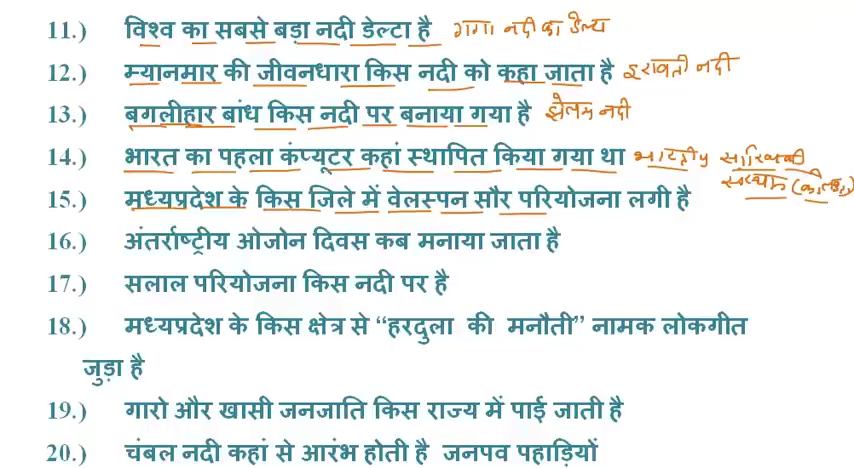 11.) विश्व का सबसे बड़ा नदी डेल्टा है गंगा नदी का डेल्टा
12.) म्यानमार की जीवनधारा किस नदी को कहा जाता है इरावती नदी
13.) बगलीहार बांध किस नदी पर बनाया गया है झेलम नदी
14.) भारत का पहला कंप्यूटर कहां स्थापित किया गया था भारतीय
15.) मध्यप्रदेश के किस जिले में वेलस्पन सौर परियोजना लगी है
16.) अंतर्राष्ट्रीय ओजोन दिवस कब मनाया जाता है
17.) सलाल परियोजना किस नदी पर है
18.) मध्यप्रदेश के किस क्षेत्र से “हरदुला की मनौती” नामक लोकगीत
जुड़ा है
19.) गारो और खासी जनजाति किस राज्य में पाई जाती है
20.) चंबल नदी कहां से आरंभ होती है जनपव पहाड़ियों